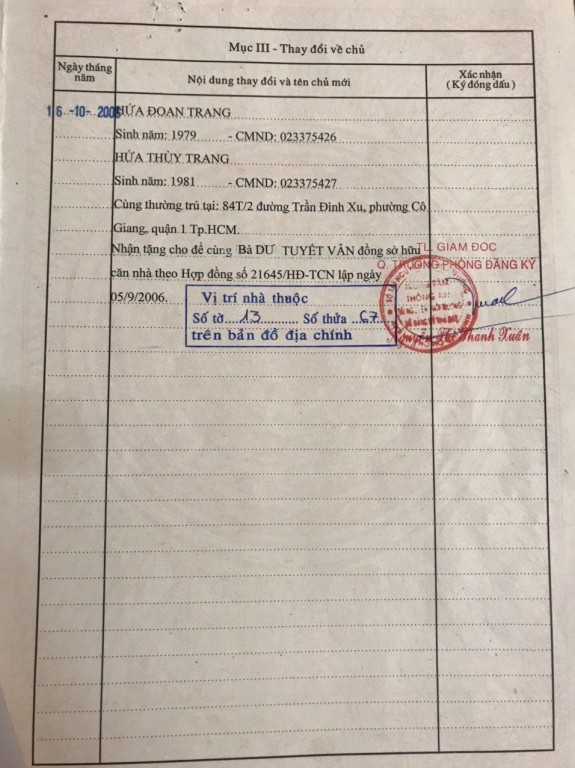 Mục III - Thay đổi về chủ
Ngày tháng
năm
Nội dung thay đổi và tên chủ mới
Xác nhận
( Ký đóng dấu )
16 -10- 2006
HỨA ĐOAN TRANG
Sinh năm: 1979 - CMND: 023375426
HỨA THÙY TRANG
Sinh năm: 1981 - CMND: 023375427
Cùng thường trú tại: 84T/2 đường Trần Đình Xu, phường Cô
Giang, quận 1 Tp.HCM.
Nhận tặng cho để cùng Bà DƯ TUYẾT VÂN đồng sở hữu
căn nhà theo Hợp đồng số 21645/HĐ-TCN lập ngày
05/9/2006.
TL. GIÁM ĐỐC
Q. TRƯỞNG PHÒNG ĐĂNG KÝ
Nguyễn Thị Thanh Xuân
Vị trí nhà thuộc
Số tờ 13 Số thửa 67
trên bản đồ địa chính